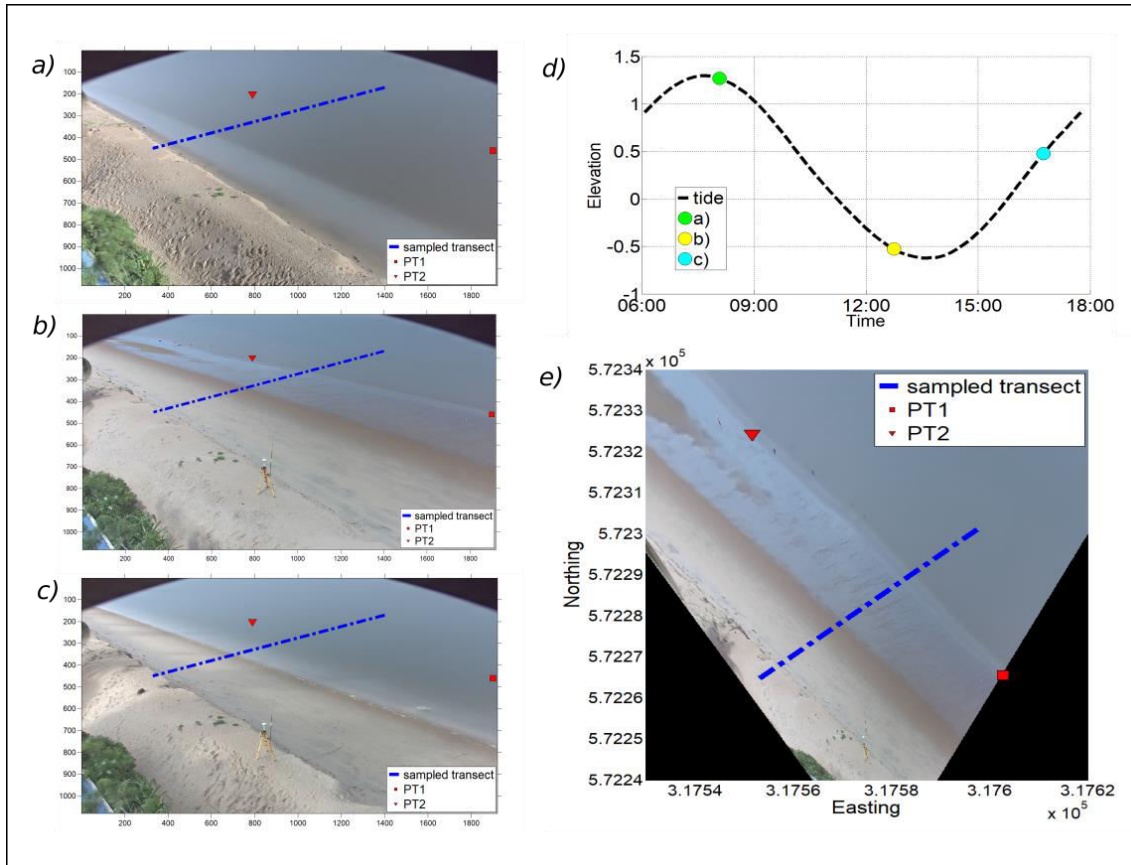 a)
100
200
300
400
500
600
700
800
900
1000
200 400 600 800 1000 1200 1400 1600 1800
sampled transect
PT1
PT2
b)
100
200
300
400
500
600
700
800
900
1000
200 400 600 800 1000 1200 1400 1600 1800
sampled transect
PT1
PT2
c)
100
200
300
400
500
600
700
800
900
1000
200 400 600 800 1000 1200 1400 1600 1800
sampled transect
PT1
PT2
d)
Elevation
1.5
1
0.5
0
-0.5
-1
06:00 09:00 12:00 15:00 18:00
Time
tide
a)
b)
c)
e)
x 10⁵
5.7234
5.7233
5.7232
5.7231
5.723
5.7229
5.7228
5.7227
5.7226
5.7225
5.7224
Northing
3.1754 3.1756 3.1758 3.176 3.1762
Easting
x 10⁵
sampled transect
PT1
PT2